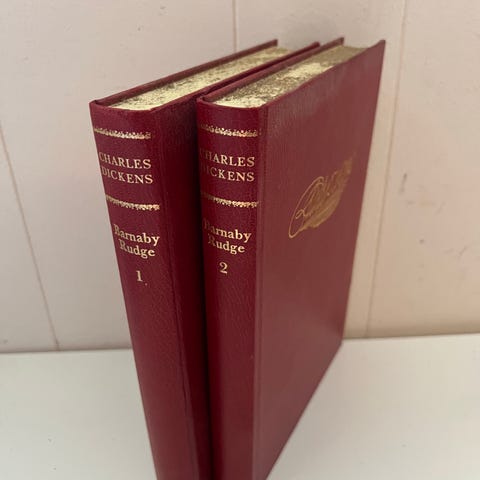 CHARLES
DICKENS
Barnaby
Rudge
1
CHARLES
DICKENS
Barnaby
Rudge
2